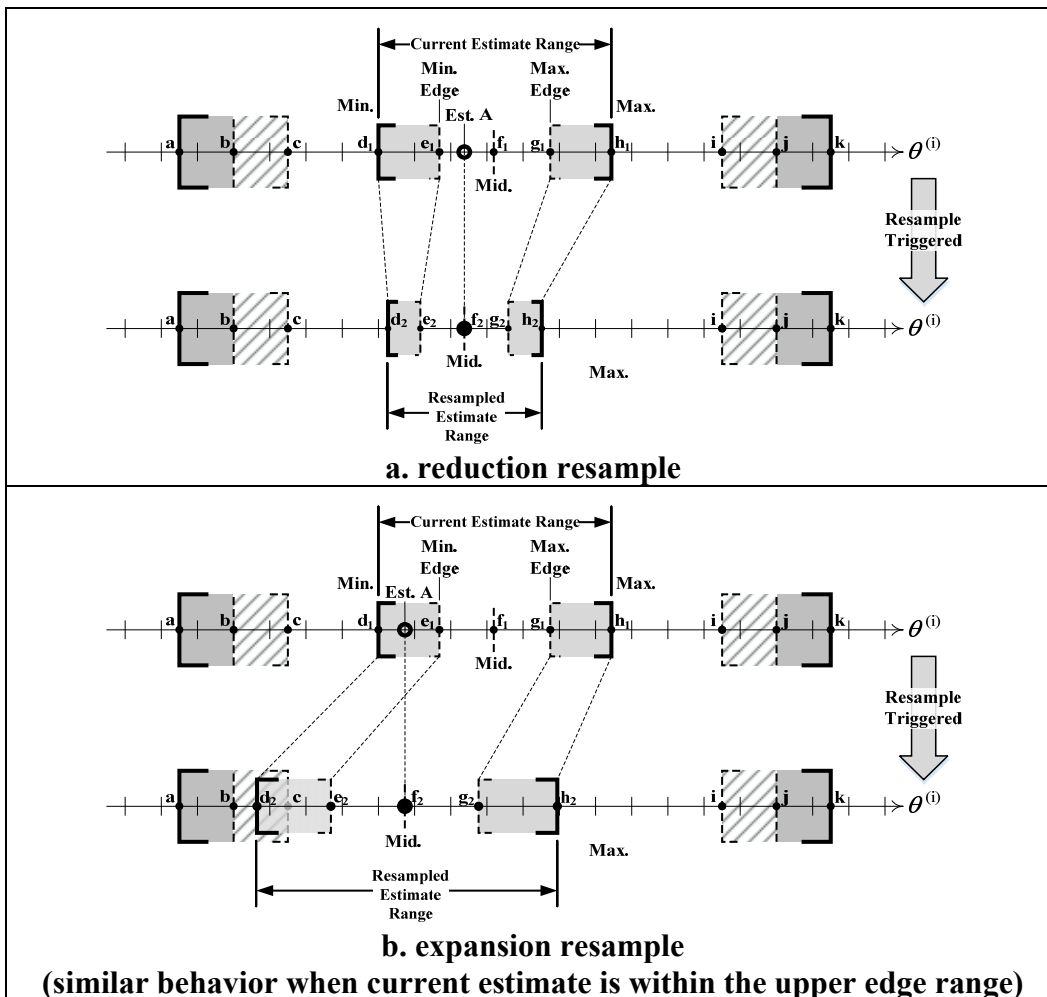 Current Estimate Range
Min. Edge
Max. Edge
Min.
Est. A
Max.
a b c d₁ e₁ f₁ g₁ h₁ i j k θ⁽ⁱ⁾
Mid.
Resample Triggered
a b c d₂ e₂ f₂ g₂ h₂ i j k θ⁽ⁱ⁾
Mid.
Max.
Resampled Estimate Range
a. reduction resample
Current Estimate Range
Min. Edge
Max. Edge
Min.
Est. A
Max.
a b c d₁ e₁ f₁ g₁ h₁ i j k θ⁽ⁱ⁾
Mid.
Resample Triggered
a b d₂ c e₂ f₂ g₂ h₂ i j k θ⁽ⁱ⁾
Mid.
Max.
Resampled Estimate Range
b. expansion resample
(similar behavior when current estimate is within the upper edge range)